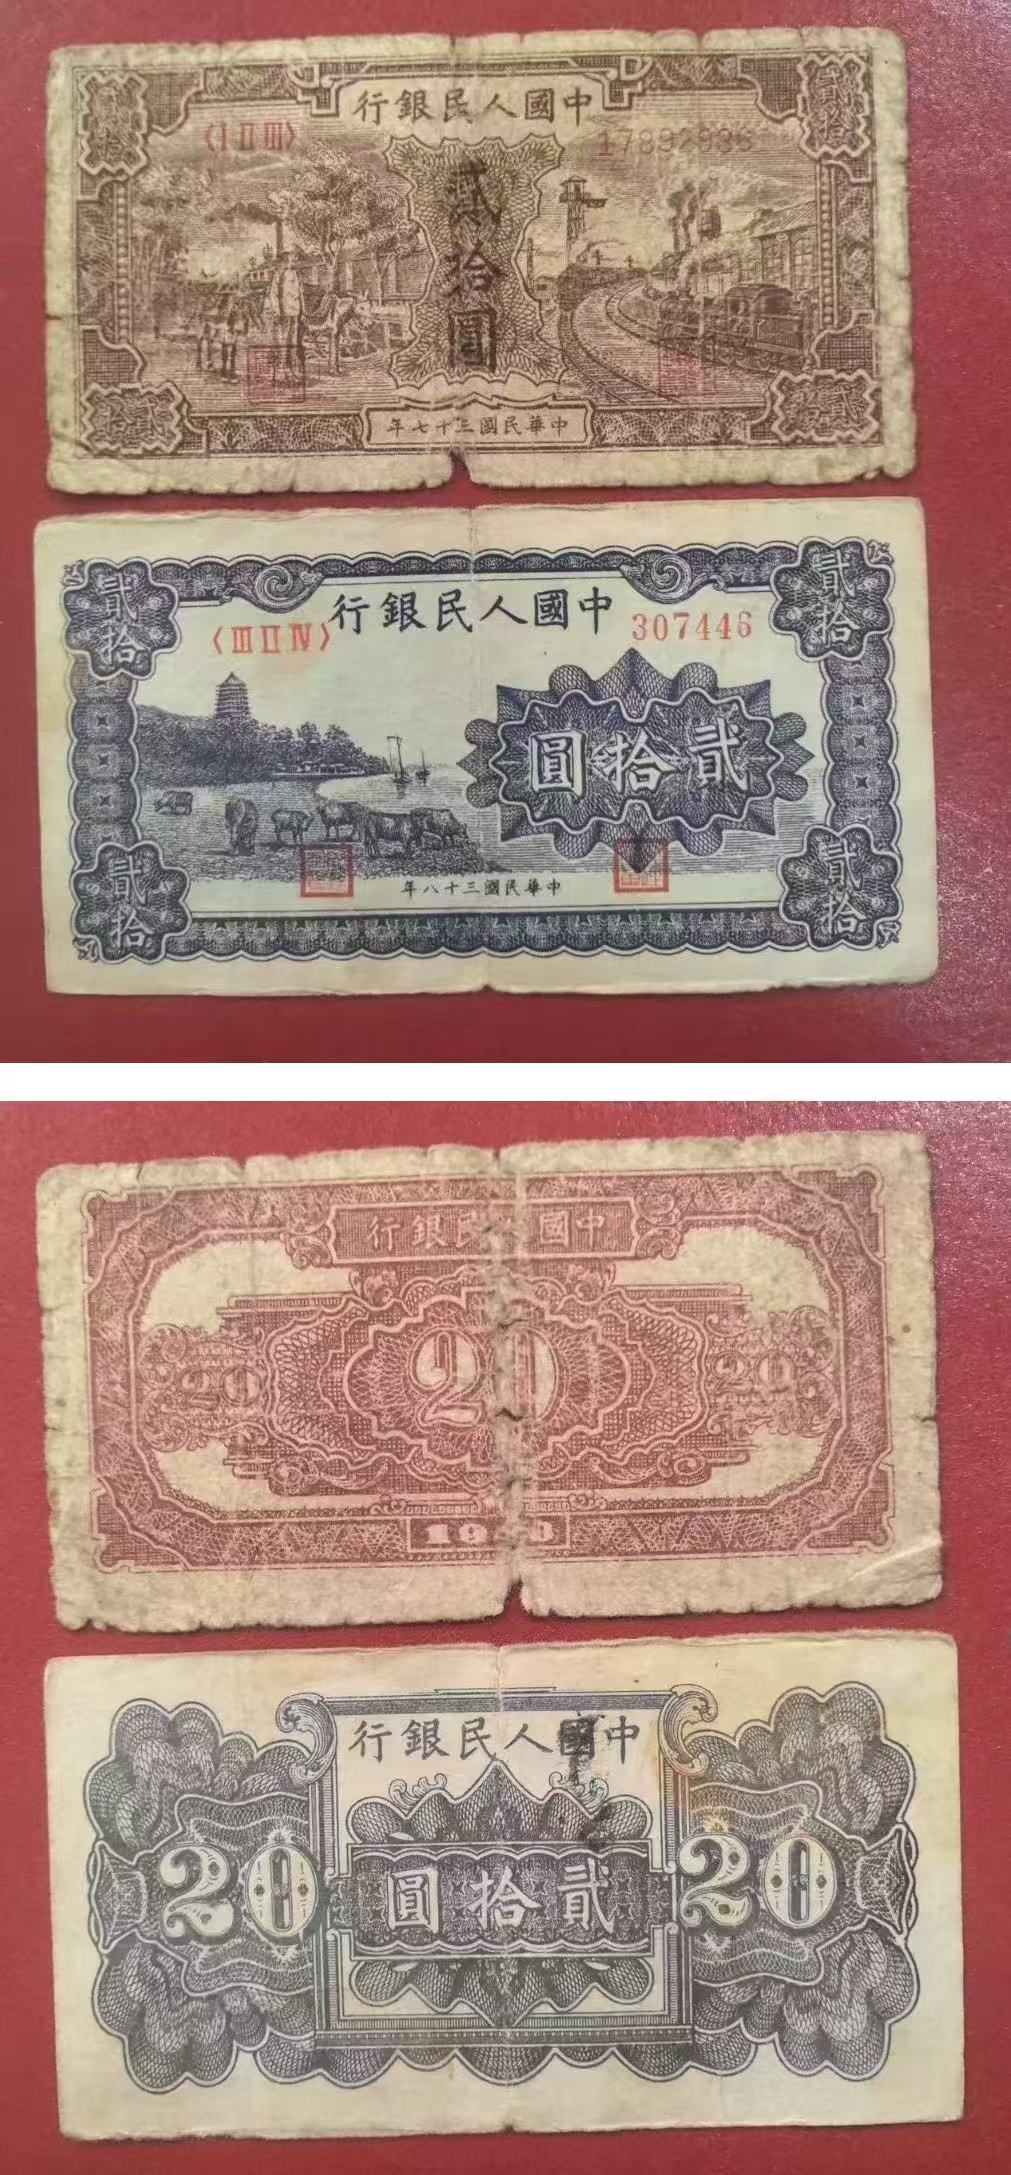 中國人民銀行
〈I II III〉
貳拾
貳拾圓
貳拾
貳拾
中華民國三十七年
中國人民銀行
〈III II IV〉
307446
貳拾
貳拾
貳拾圓
貳拾
貳拾
中華民國三十八年
中國人民銀行
20
20
20
1948
中國人民銀行
20
貳拾圓
20